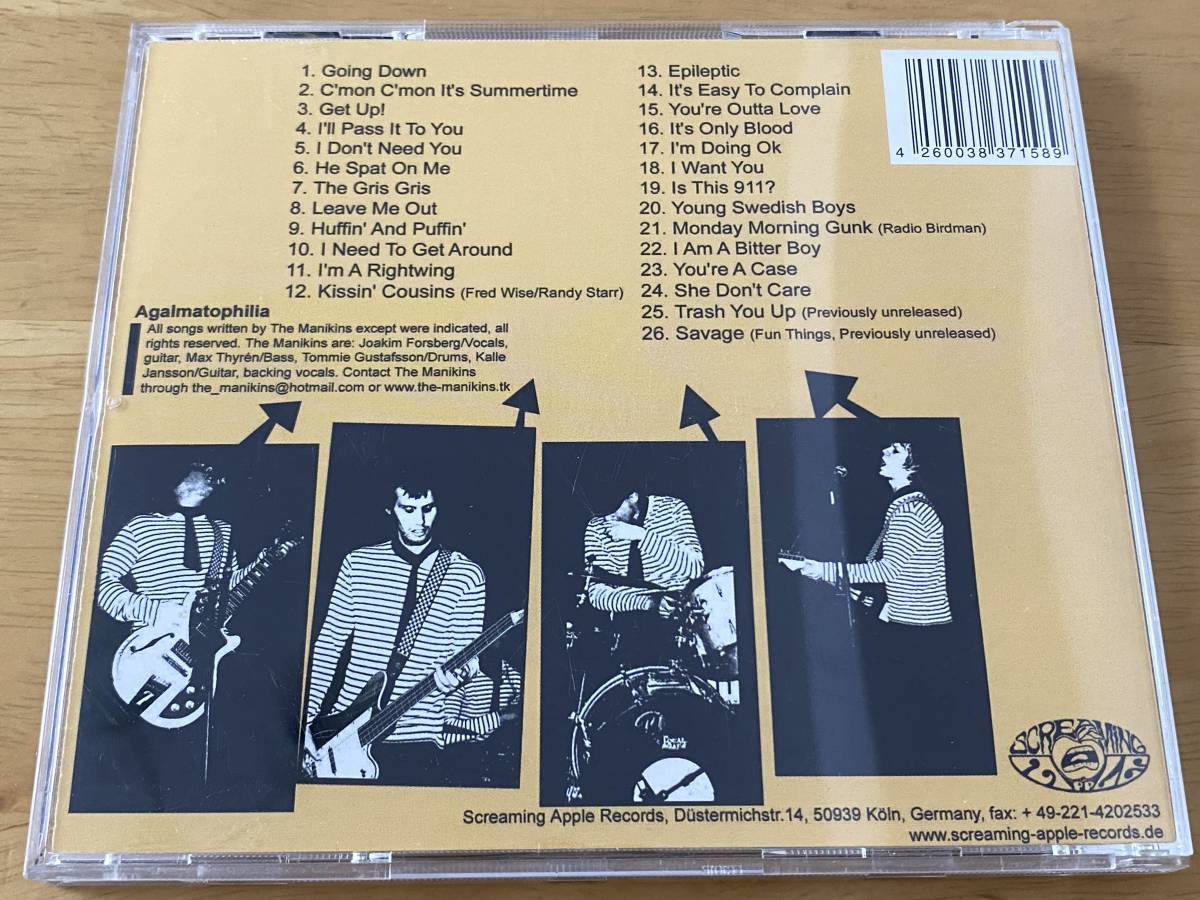 1. Going Down
2. C'mon C'mon It's Summertime
3. Get Up!
4. I'll Pass It To You
5. I Don't Need You
6. He Spat On Me
7. The Gris Gris
8. Leave Me Out
9. Huffin' And Puffin'
10. I Need To Get Around
11. I'm A Rightwing
12. Kissin' Cousins (Fred Wise/Randy Starr)
13. Epileptic
14. It's Easy To Complain
15. You're Outta Love
16. It's Only Blood
17. I'm Doing Ok
18. I Want You
19. Is This 911?
20. Young Swedish Boys
21. Monday Morning Gunk (Radio Birdman)
22. I Am A Bitter Boy
23. You're A Case
24. She Don't Care
25. Trash You Up (Previously unreleased)
26. Savage (Fun Things, Previously unreleased)
4 260038 371589
Agalmatophilia
All songs written by The Manikins except were indicated, all
rights reserved. The Manikins are: Joakim Forsberg/Vocals,
guitar, Max Thyrén/Bass, Tommie Gustafsson/Drums, Kalle
Jansson/Guitar, backing vocals. Contact The Manikins
through the_manikins@hotmail.com or www.the-manikins.tk
7
SCREAMING
Screaming Apple Records, Düstermichstr.14, 50939 Köln, Germany, fax: + 49-221-4202533
www.screaming-apple-records.de